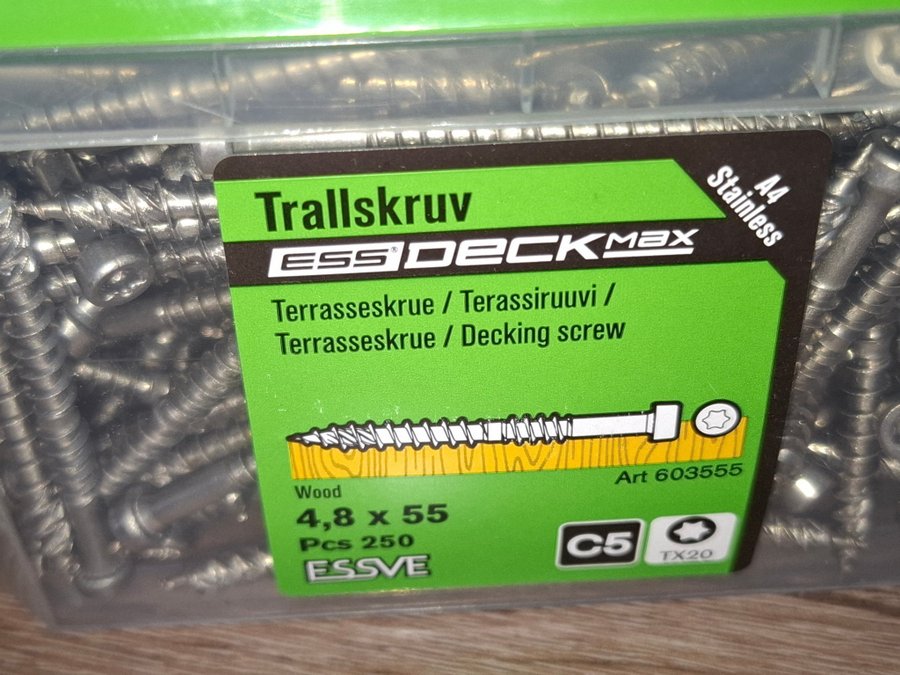 Trallskruv
A4
Stainless
ESS® DECK MAX
Terrasseskrue / Terassiruuvi /
Terrasseskrue / Decking screw
Art 603555
Wood
4,8 x 55
Pcs 250
ESSVE
C5
TX20